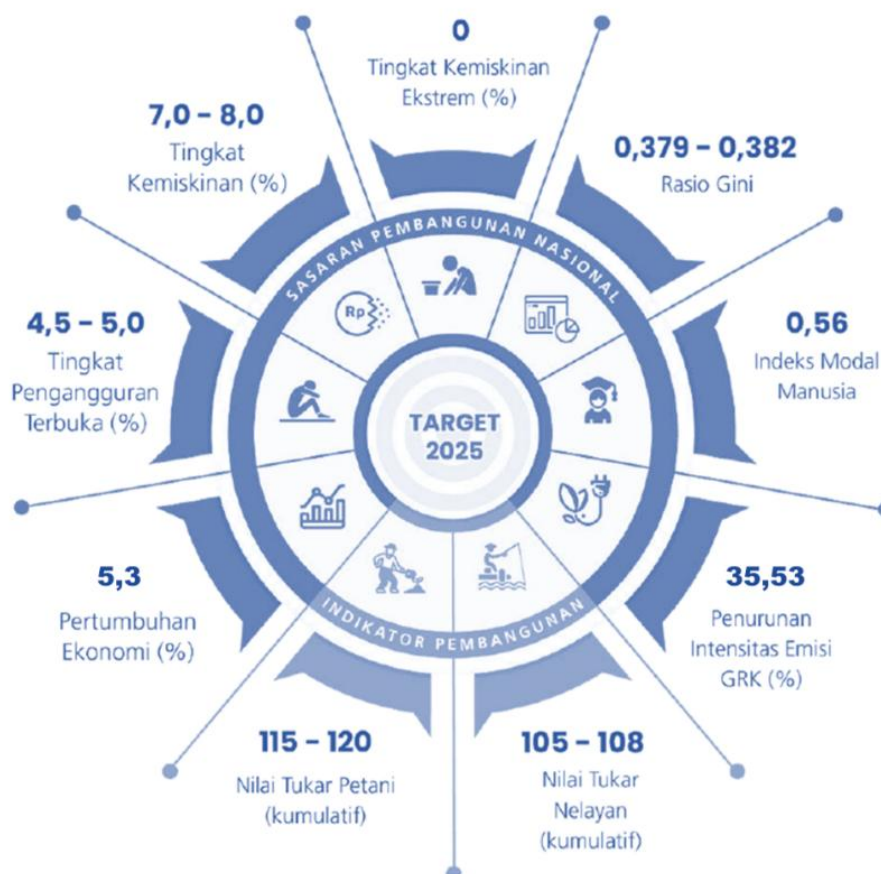 0
Tingkat Kemiskinan
Ekstrem (%)
7,0 – 8,0
Tingkat
Kemiskinan (%)
0,379 – 0,382
Rasio Gini
SASARAN PEMBANGUNAN NASIONAL
Rp
4,5 – 5,0
Tingkat
Pengangguran
Terbuka (%)
0,56
Indeks Modal
Manusia
TARGET
2025
5,3
Pertumbuhan
Ekonomi (%)
35,53
Penurunan
Intensitas Emisi
GRK (%)
INDIKATOR PEMBANGUNAN
115 – 120
Nilai Tukar Petani
(kumulatif)
105 – 108
Nilai Tukar
Nelayan
(kumulatif)